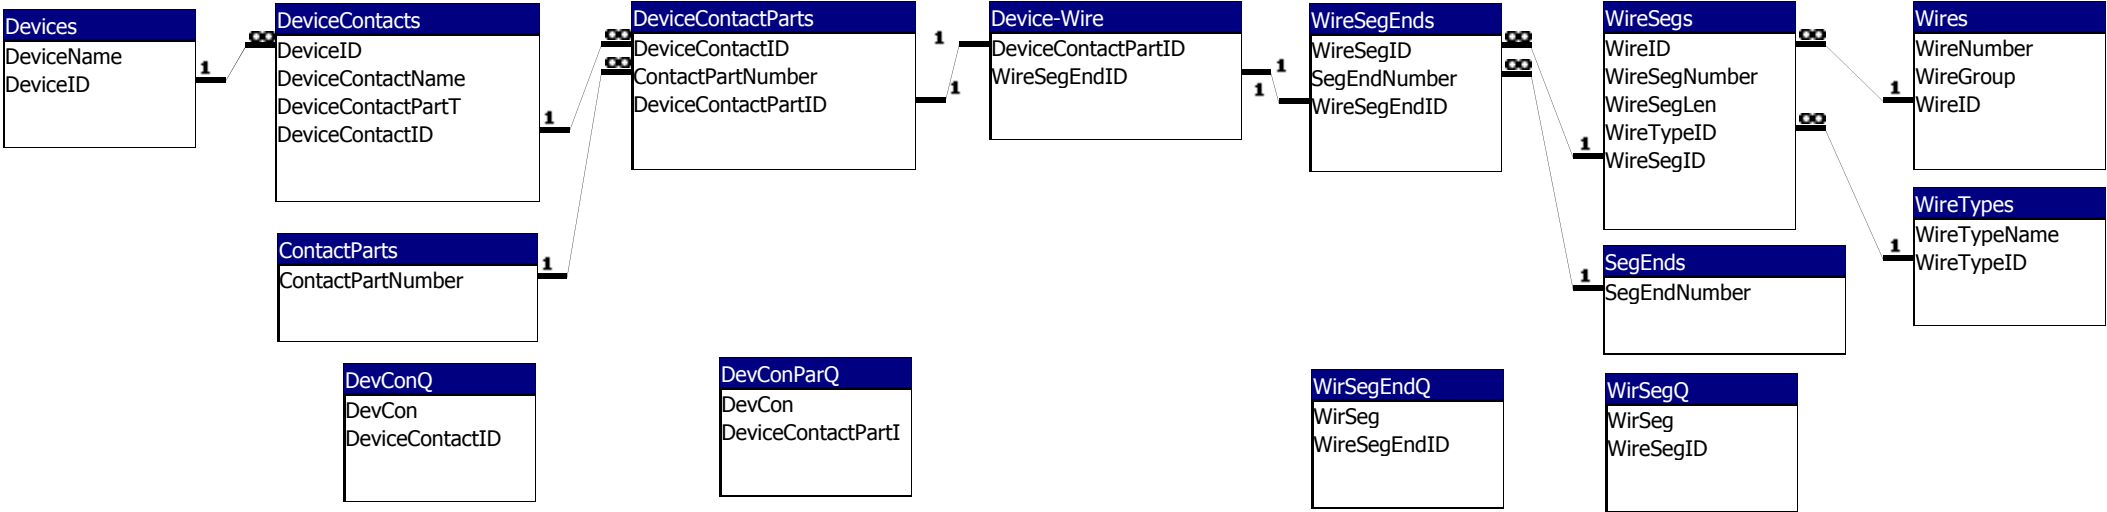 Devices
DeviceName
DeviceID
1
∞
DeviceContacts
DeviceID
DeviceContactName
DeviceContactPartT
DeviceContactID
1
∞
∞
DeviceContactParts
DeviceContactID
ContactPartNumber
DeviceContactPartID
1
1
Device-Wire
DeviceContactPartID
WireSegEndID
1
1
WireSegEnds
WireSegID
SegEndNumber
WireSegEndID
∞
∞
1
WireSegs
WireID
WireSegNumber
WireSegLen
WireTypeID
WireSegID
∞
∞
1
Wires
WireNumber
WireGroup
WireID
ContactParts
ContactPartNumber
1
1
SegEnds
SegEndNumber
1
WireTypes
WireTypeName
WireTypeID
DevConQ
DevCon
DeviceContactID
DevConParQ
DevCon
DeviceContactPartI
WirSegEndQ
WirSeg
WireSegEndID
WirSegQ
WirSeg
WireSegID